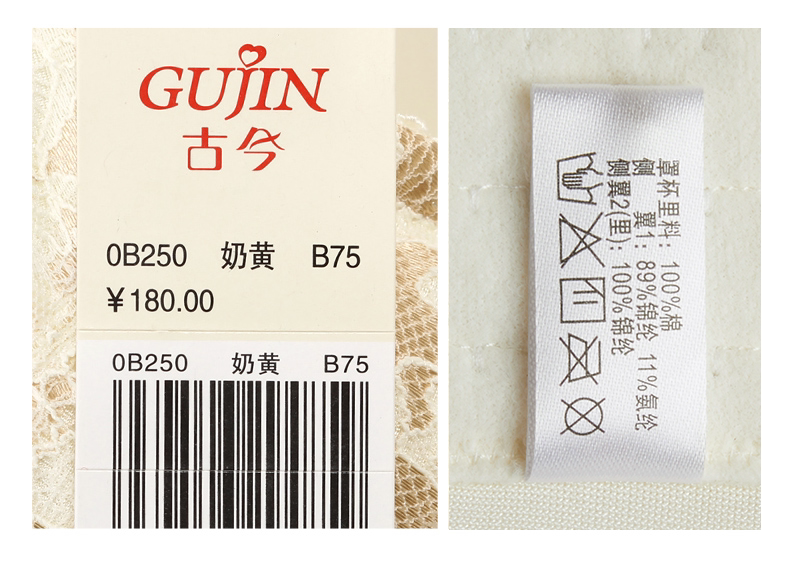 GUJIN
古今
0B250 奶黄 B75
¥180.00
0B250 奶黄 B75
罩杯里料: 100%棉
侧 翼1: 89%锦纶 11%氨纶
侧翼2(里): 100%锦纶